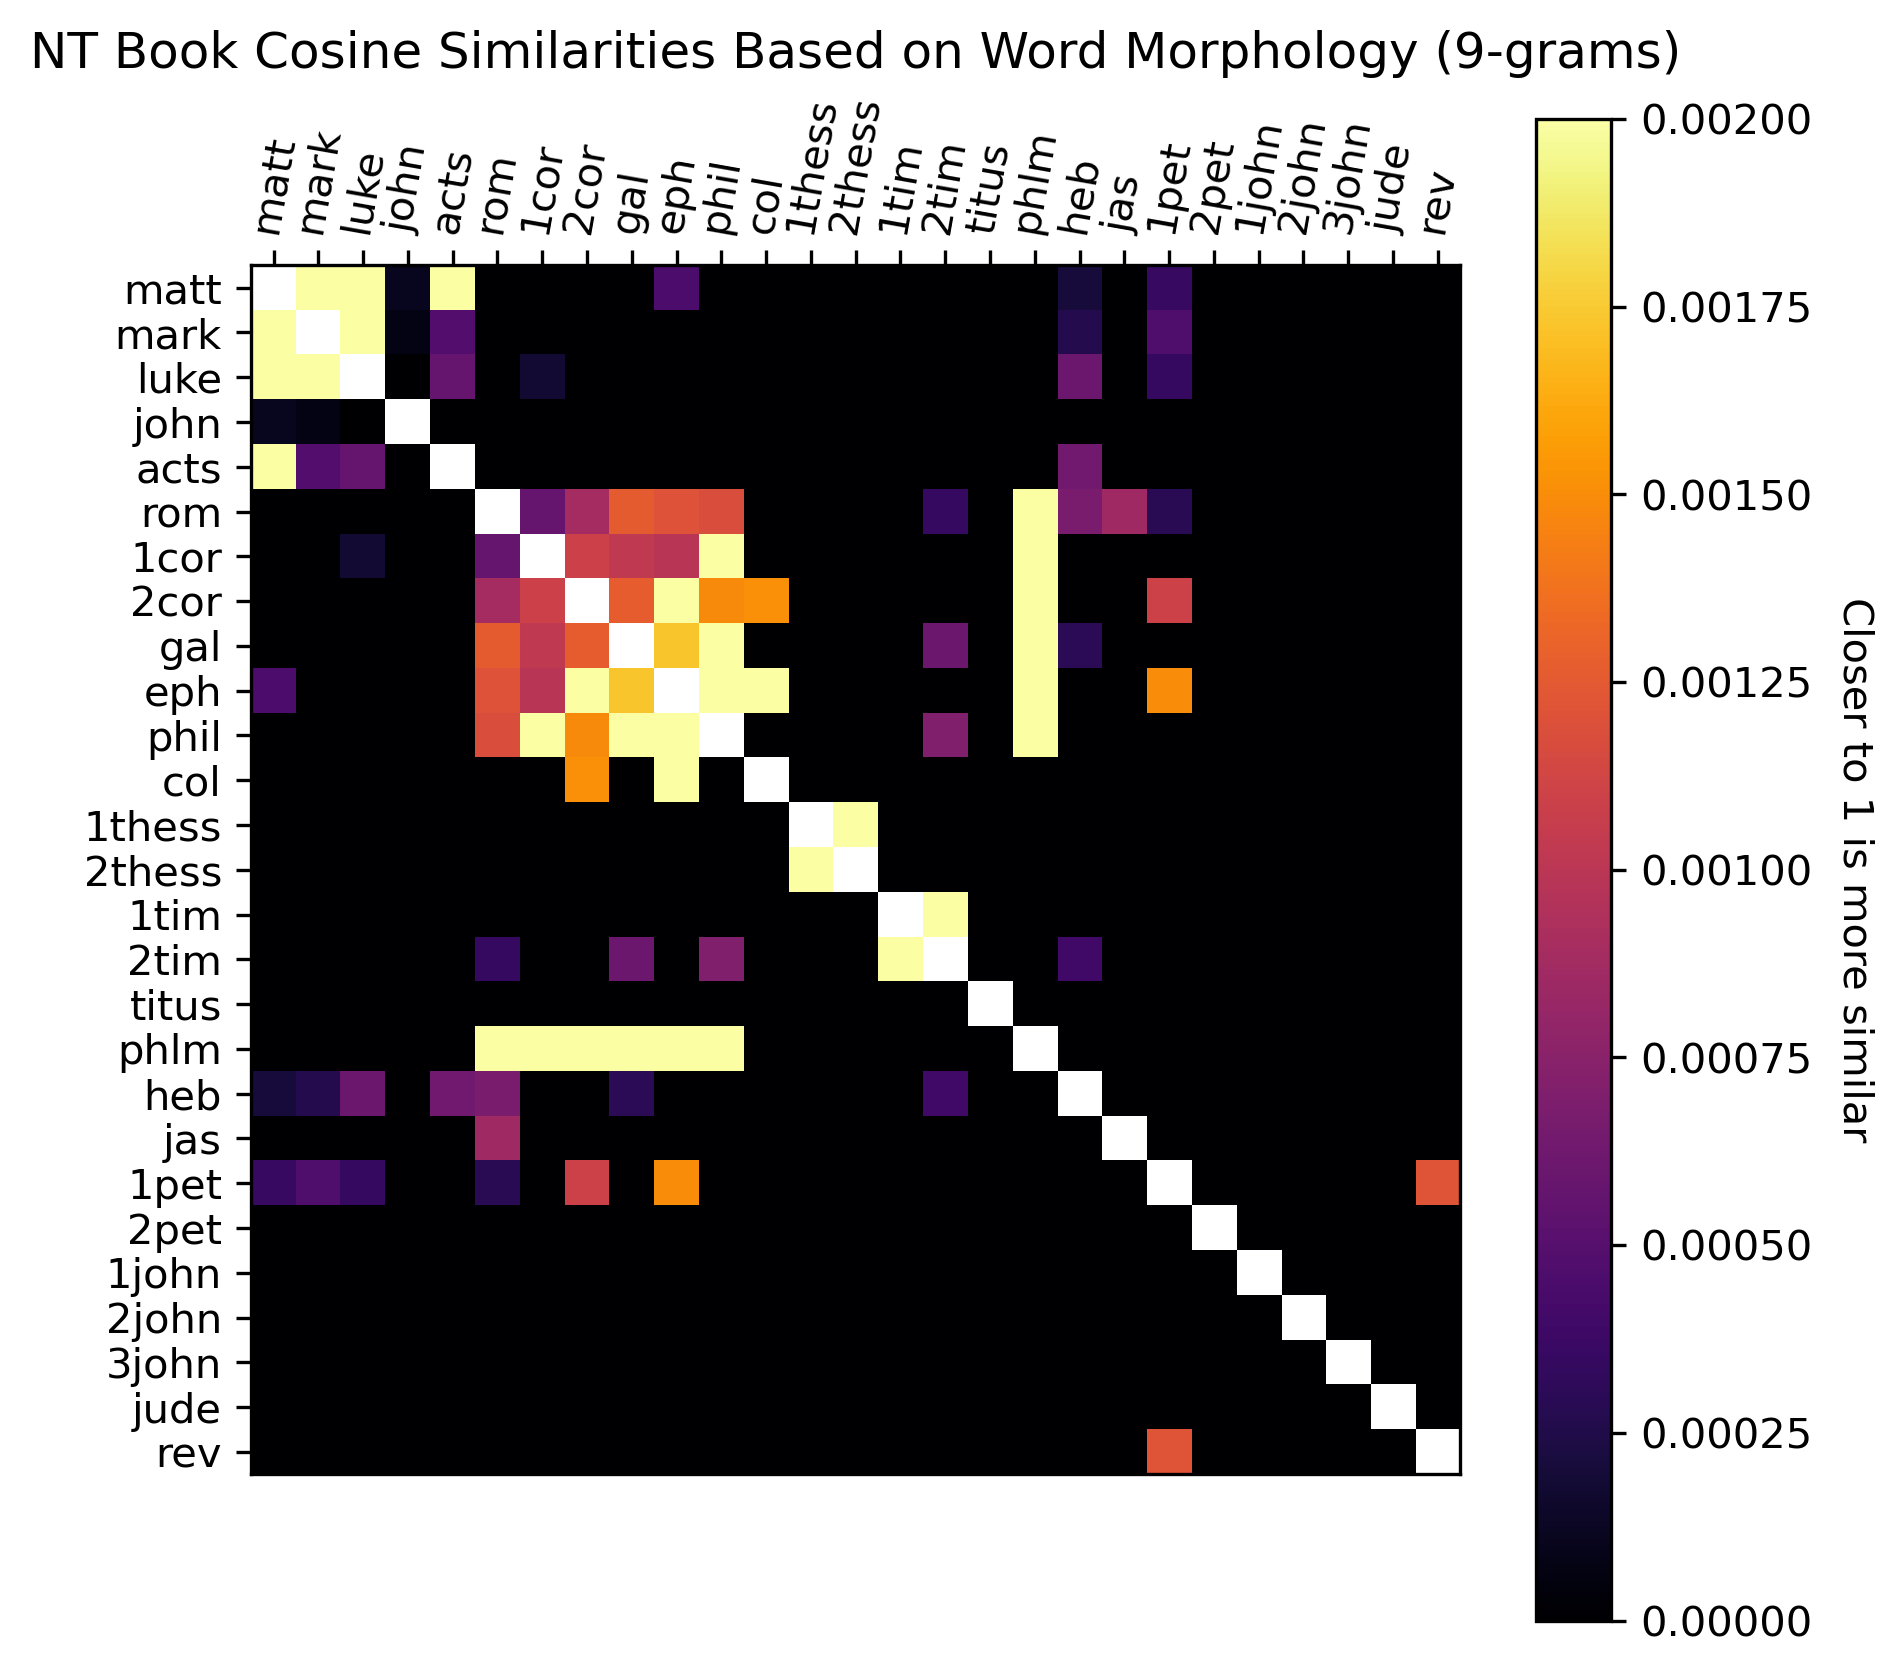 NT Book Cosine Similarities Based on Word Morphology (9-grams)
matt mark luke john acts rom 1cor 2cor gal eph phil col 1thess 2thess 1tim 2tim titus phlm heb jas 1pet 2pet 1john 2john 3john jude rev
matt
mark
luke
john
acts
rom
1cor
2cor
gal
eph
phil
col
1thess
2thess
1tim
2tim
titus
phlm
heb
jas
1pet
2pet
1john
2john
3john
jude
rev
0.00200
0.00175
0.00150
0.00125
0.00100
0.00075
0.00050
0.00025
0.00000
Closer to 1 is more similar